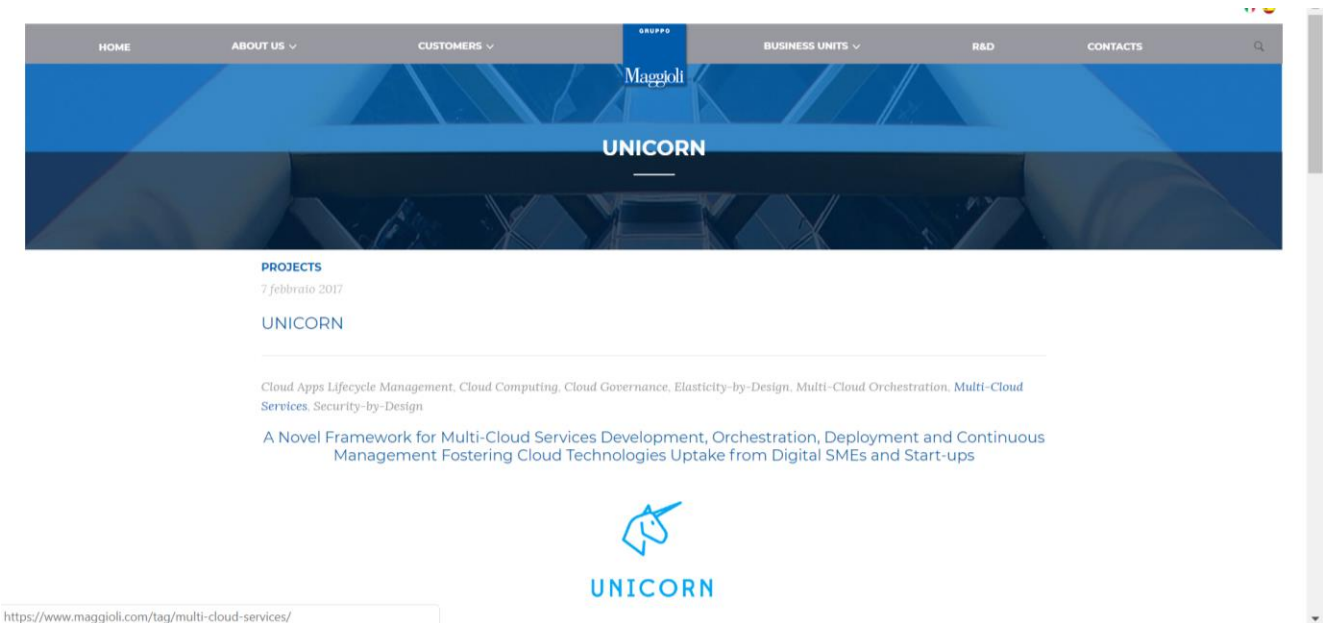 HOME ABOUT US CUSTOMERS GRUPPO BUSINESS UNITS R&D CONTACTS
Maggioli
UNICORN
PROJECTS
7 febbraio 2017
UNICORN
Cloud Apps Lifecycle Management, Cloud Computing, Cloud Governance, Elasticity-by-Design, Multi-Cloud Orchestration, Multi-Cloud
Services, Security-by-Design
A Novel Framework for Multi-Cloud Services Development, Orchestration, Deployment and Continuous
Management Fostering Cloud Technologies Uptake from Digital SMEs and Start-ups
UNICORN
https://www.maggioli.com/tag/multi-cloud-services/